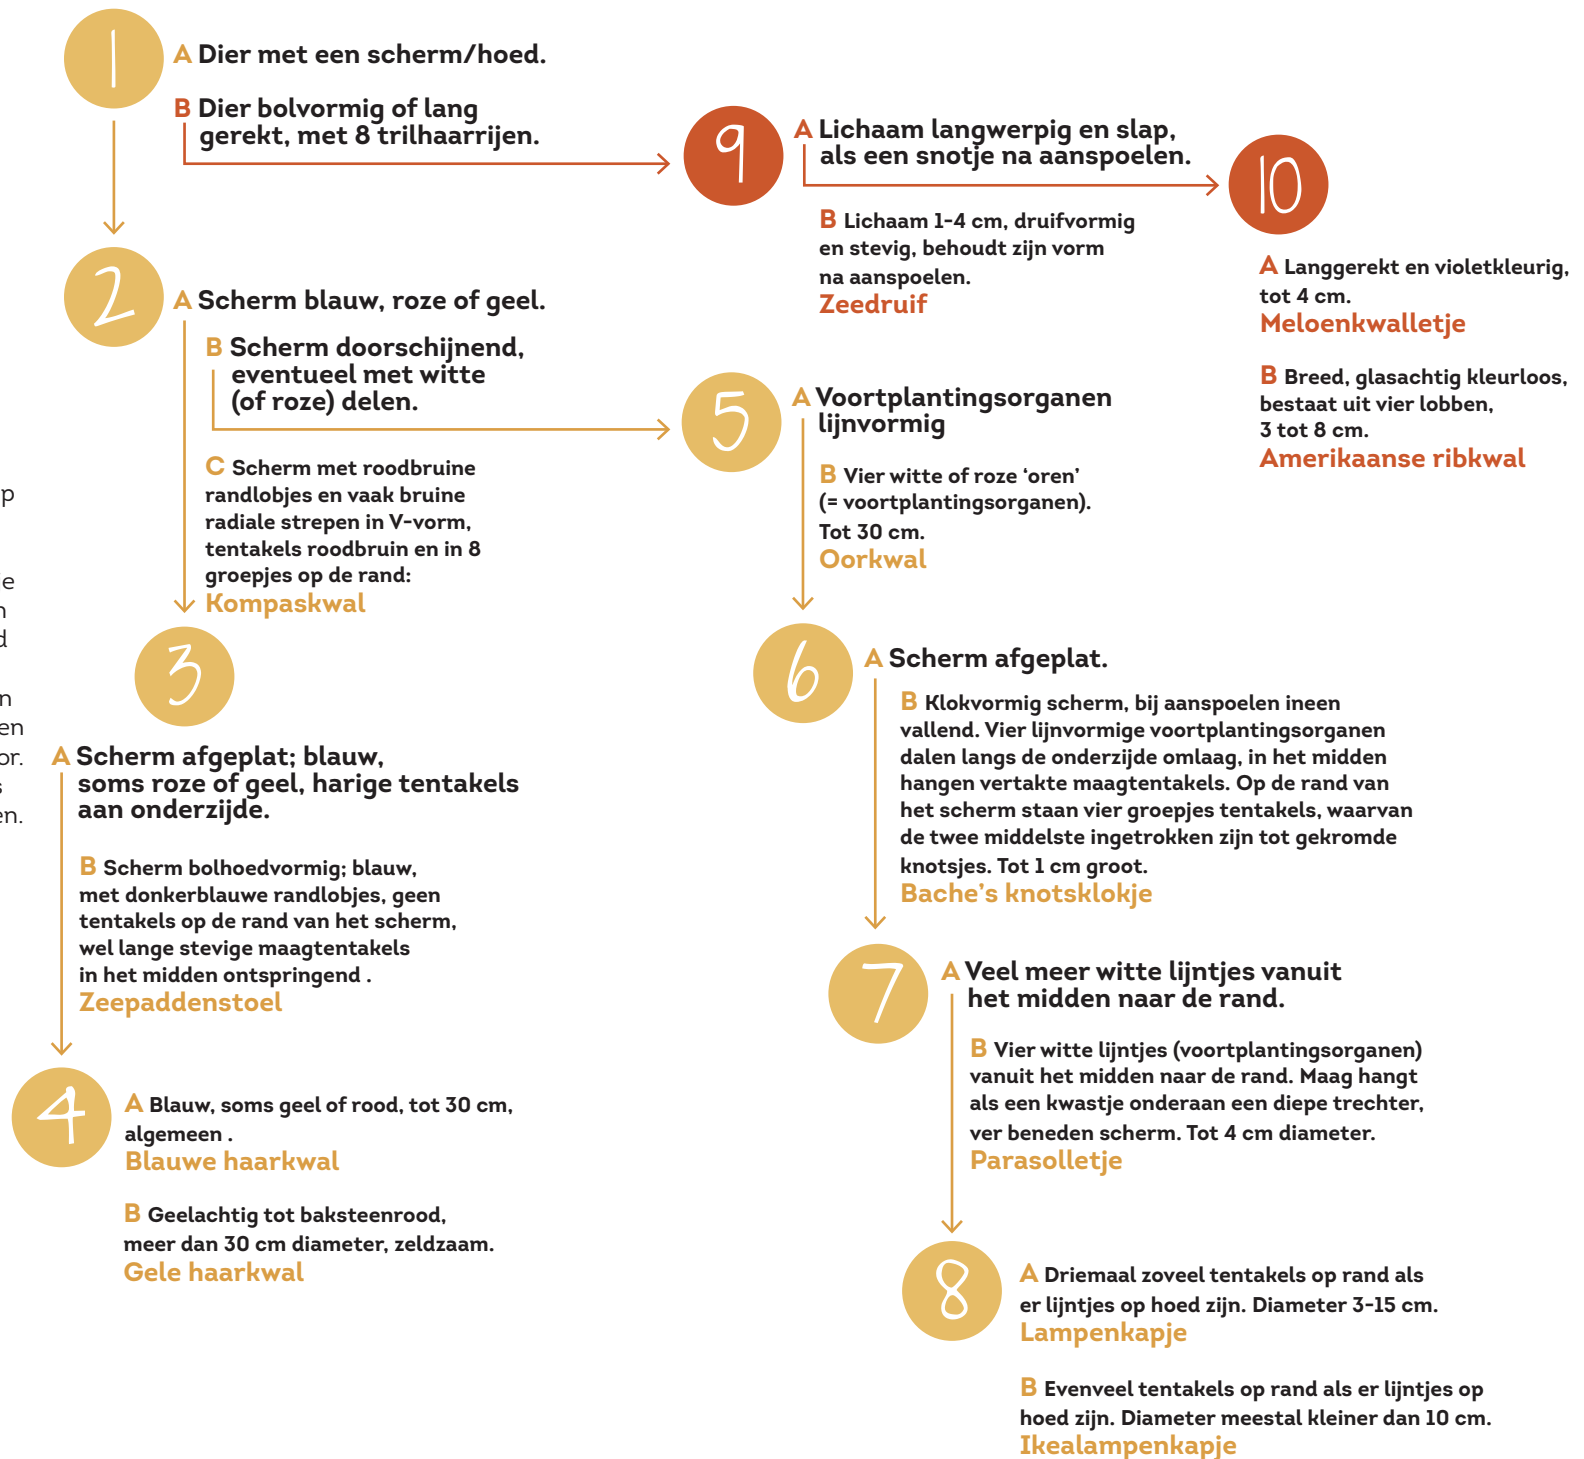 1
A Dier met een scherm/hoed.
B Dier bolvormig of lang
gerekt, met 8 trilhaarrijen.
2
A Scherm blauw, roze of geel.
B Scherm doorschijnend,
eventueel met witte
(of roze) delen.
C Scherm met roodbruine
randlobjes en vaak bruine
radiale strepen in V-vorm,
tentakels roodbruin en in 8
groepjes op de rand:
Kompaskwal
3
A Scherm afgeplat; blauw,
soms roze of geel, harige tentakels
aan onderzijde.
B Scherm bolhoedvormig; blauw,
met donkerblauwe randlobjes, geen
tentakels op de rand van het scherm,
wel lange stevige maagtentakels
in het midden ontspringend .
Zeepaddenstoel
4
A Blauw, soms geel of rood, tot 30 cm,
algemeen .
Blauwe haarkwal
B Geelachtig tot baksteenrood,
meer dan 30 cm diameter, zeldzaam.
Gele haarkwal
5
A Voortplantingsorganen
lijnvormig
B Vier witte of roze ‘oren’
(= voortplantingsorganen).
Tot 30 cm.
Oorkwal
6
A Scherm afgeplat.
B Klokvormig scherm, bij aanspoelen ineen
vallend. Vier lijnvormige voortplantingsorganen
dalen langs de onderzijde omlaag, in het midden
hangen vertakte maagtentakels. Op de rand van
het scherm staan vier groepjes tentakels, waarvan
de twee middelste ingetrokken zijn tot gekromde
knotsjes. Tot 1 cm groot.
Bache’s knotsklokje
7
A Veel meer witte lijntjes vanuit
het midden naar de rand.
B Vier witte lijntjes (voortplantingsorganen)
vanuit het midden naar de rand. Maag hangt
als een kwastje onderaan een diepe trechter,
ver beneden scherm. Tot 4 cm diameter.
Parasolletje
8
A Driemaal zoveel tentakels op rand als
er lijntjes op hoed zijn. Diameter 3-15 cm.
Lampenkapje
B Evenveel tentakels op rand als er lijntjes op
hoed zijn. Diameter meestal kleiner dan 10 cm.
Ikealampenkapje
9
A Lichaam langwerpig en slap,
als een snotje na aanspoelen.
B Lichaam 1-4 cm, druifvormig
en stevig, behoudt zijn vorm
na aanspoelen.
Zeedruif
10
A Langgerekt en violetkleurig,
tot 4 cm.
Meloenkwalletje
B Breed, glasachtig kleurloos,
bestaat uit vier lobben,
3 tot 8 cm.
Amerikaanse ribkwal